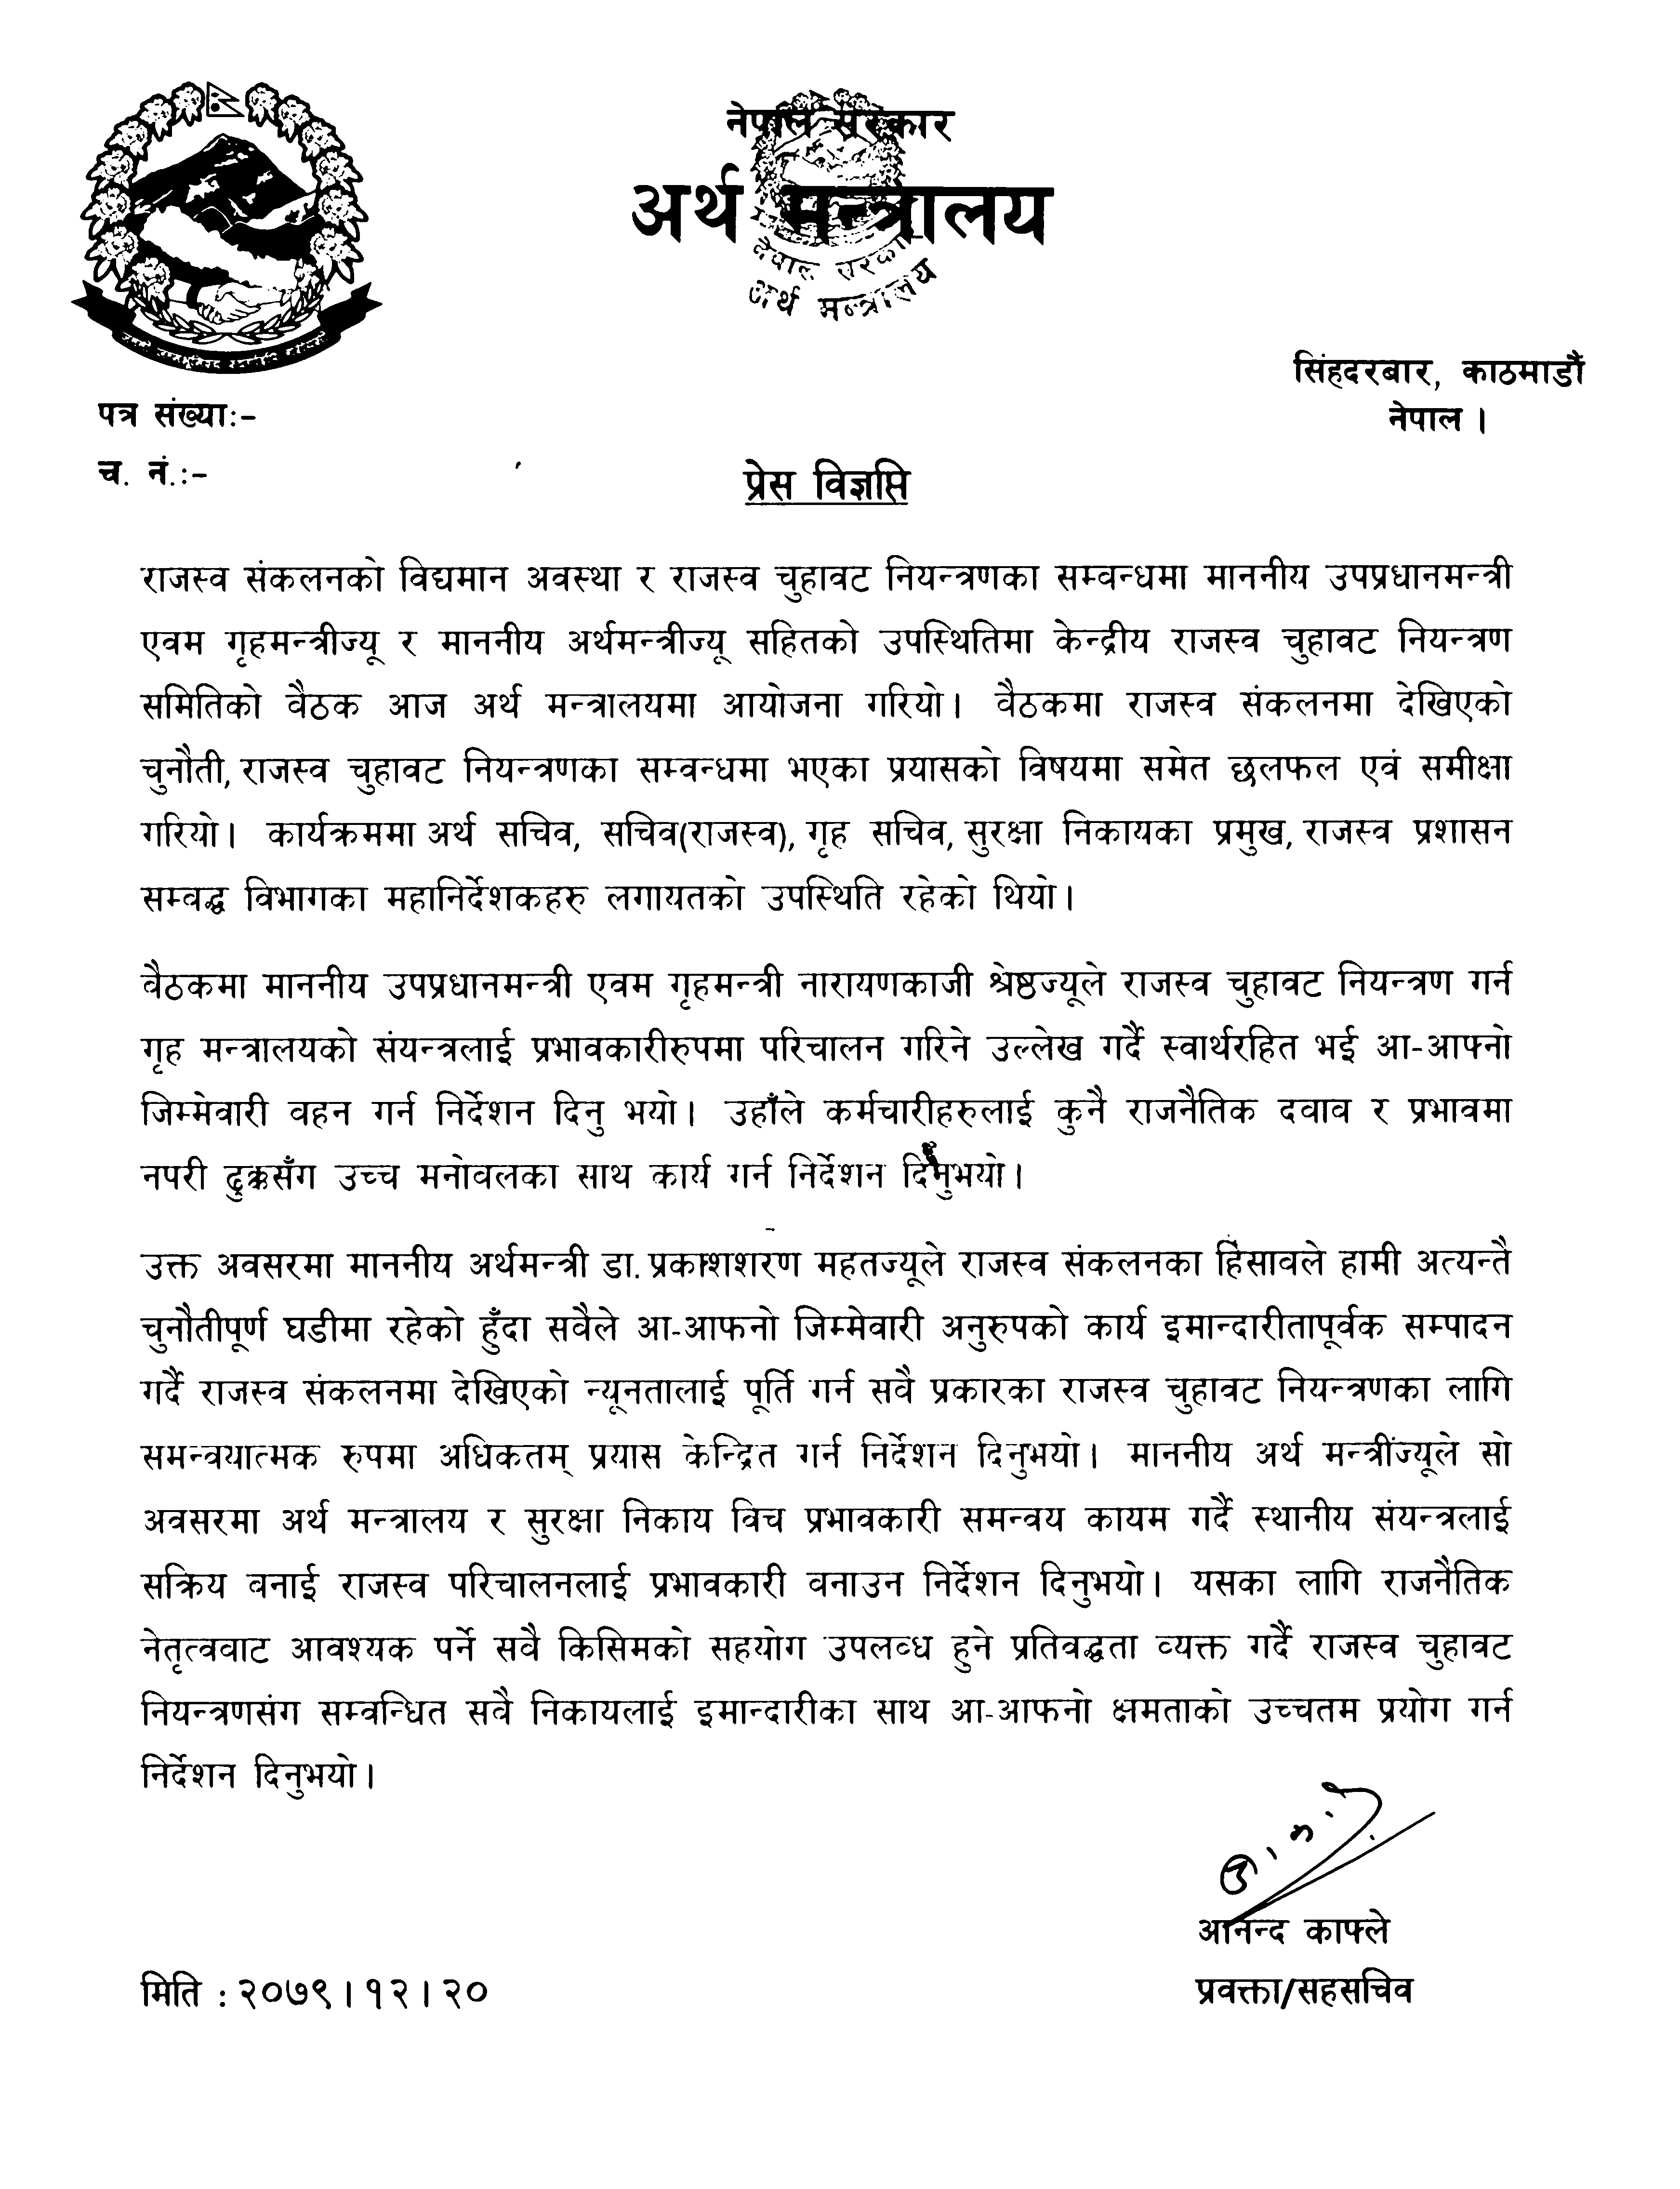 नेपाल सरकार
अर्थ मन्त्रालय
नेपाल सरकार
अर्थ मन्त्रालय
सिंहदरबार, काठमाडौं
नेपाल ।
पत्र संख्याः-
च. नं.ः-
प्रेस विज्ञप्ति
राजस्व संकलनको विद्यमान अवस्था र राजस्व चुहावट नियन्त्रणका सम्वन्धमा माननीय उपप्रधानमन्त्री
एवम गृहमन्त्रीज्यू र माननीय अर्थमन्त्रीज्यू सहितको उपस्थितिमा केन्द्रीय राजस्व चुहावट नियन्त्रण
समितिको वैठक आज अर्थ मन्त्रालयमा आयोजना गरियो। वैठकमा राजस्व संकलनमा देखिएको
चुनौती, राजस्व चुहावट नियन्त्रणका सम्वन्धमा भएका प्रयासको विषयमा समेत छलफल एवं समीक्षा
गरियो। कार्यक्रममा अर्थ सचिव, सचिव(राजस्व), गृह सचिव, सुरक्षा निकायका प्रमुख, राजस्व प्रशासन
सम्वद्ध विभागका महानिर्देशकहरु लगायतको उपस्थिति रहेको थियो।
वैठकमा माननीय उपप्रधानमन्त्री एवम गृहमन्त्री नारायणकाजी श्रेष्ठज्यूले राजस्व चुहावट नियन्त्रण गर्न
गृह मन्त्रालयको संयन्त्रलाई प्रभावकारीरुपमा परिचालन गरिने उल्लेख गर्दै स्वार्थरहित भई आ-आफ्नो
जिम्मेवारी वहन गर्न निर्देशन दिनु भयो। उहाँले कर्मचारीहरुलाई कुनै राजनैतिक दवाव र प्रभावमा
नपरी ढुक्कसँग उच्च मनोवलका साथ कार्य गर्न निर्देशन दिनुभयो।
उक्त अवसरमा माननीय अर्थमन्त्री डा. प्रकाशशरण महतज्यूले राजस्व संकलनका हिसावले हामी अत्यन्तै
चुनौतीपूर्ण घडीमा रहेको हुँदा सवैले आ-आफनो जिम्मेवारी अनुरुपको कार्य इमान्दारीतापूर्वक सम्पादन
गर्दै राजस्व संकलनमा देखिएको न्यूनतालाई पूर्ति गर्न सवै प्रकारका राजस्व चुहावट नियन्त्रणका लागि
समन्वयात्मक रुपमा अधिकतम् प्रयास केन्द्रित गर्न निर्देशन दिनुभयो। माननीय अर्थ मन्त्रींज्यूले सो
अवसरमा अर्थ मन्त्रालय र सुरक्षा निकाय विच प्रभावकारी समन्वय कायम गर्दै स्थानीय संयन्त्रलाई
सक्रिय वनाई राजस्व परिचालनलाई प्रभावकारी वनाउन निर्देशन दिनुभयो। यसका लागि राजनैतिक
नेतृत्ववाट आवश्यक पर्ने सवै किसिमको सहयोग उपलव्ध हुने प्रतिवद्धता व्यक्त गर्दै राजस्व चुहावट
नियन्त्रणसंग सम्वन्धित सवै निकायलाई इमान्दारीका साथ आ-आफनो क्षमताको उच्चतम प्रयोग गर्न
निर्देशन दिनुभयो।
आनन्द काफ्ले
मिति : २०७९।१२।२०
प्रवक्ता/सहसचिव